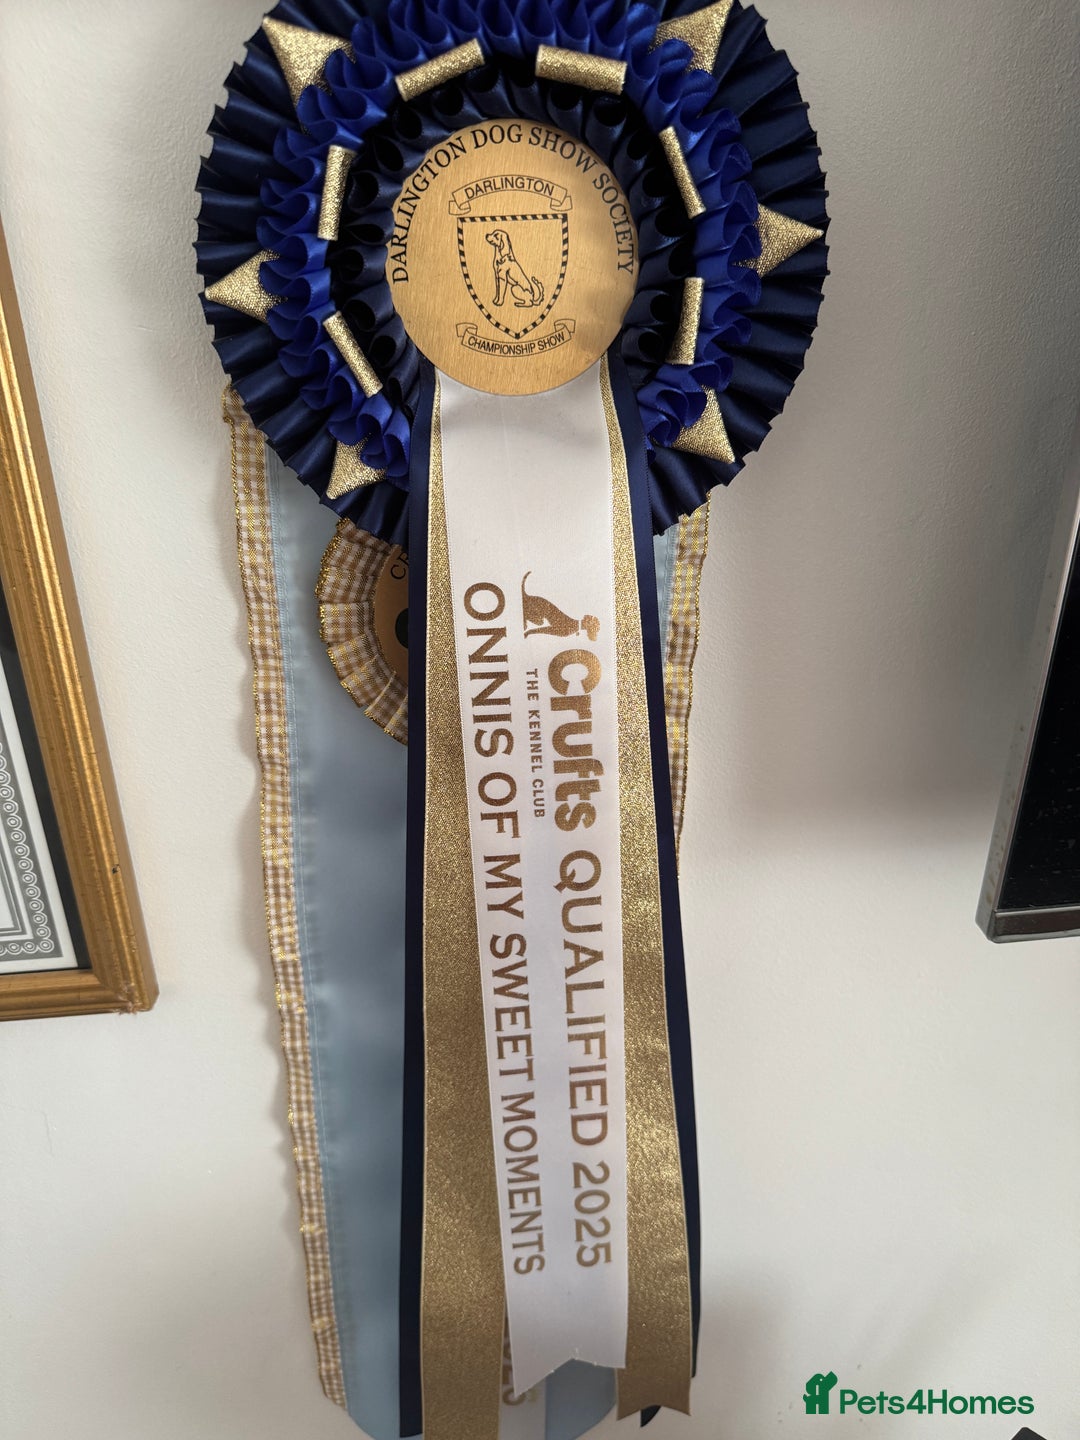 DARLINGTON DOG SHOW SOCIETY
DARLINGTON
CHAMPIONSHIP SHOW
Crufts QUALIFIED 2025
THE KENNEL CLUB
ONNIS OF MY SWEET MOMENTS
Pets4Homes